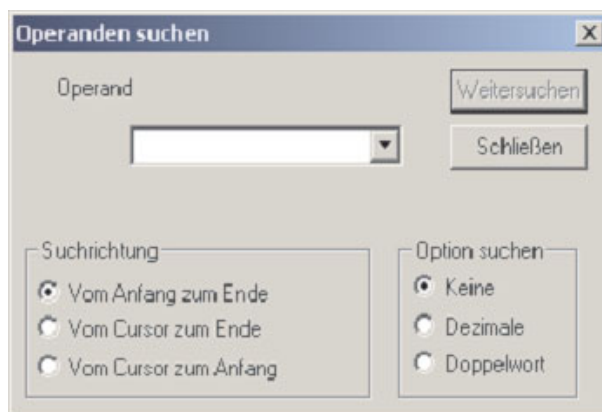 Operanden suchen
Operand
Weitersuchen
Schließen
Suchrichtung
Vom Anfang zum Ende
Vom Cursor zum Ende
Vom Cursor zum Anfang
Option suchen
Keine
Dezimale
Doppelwort